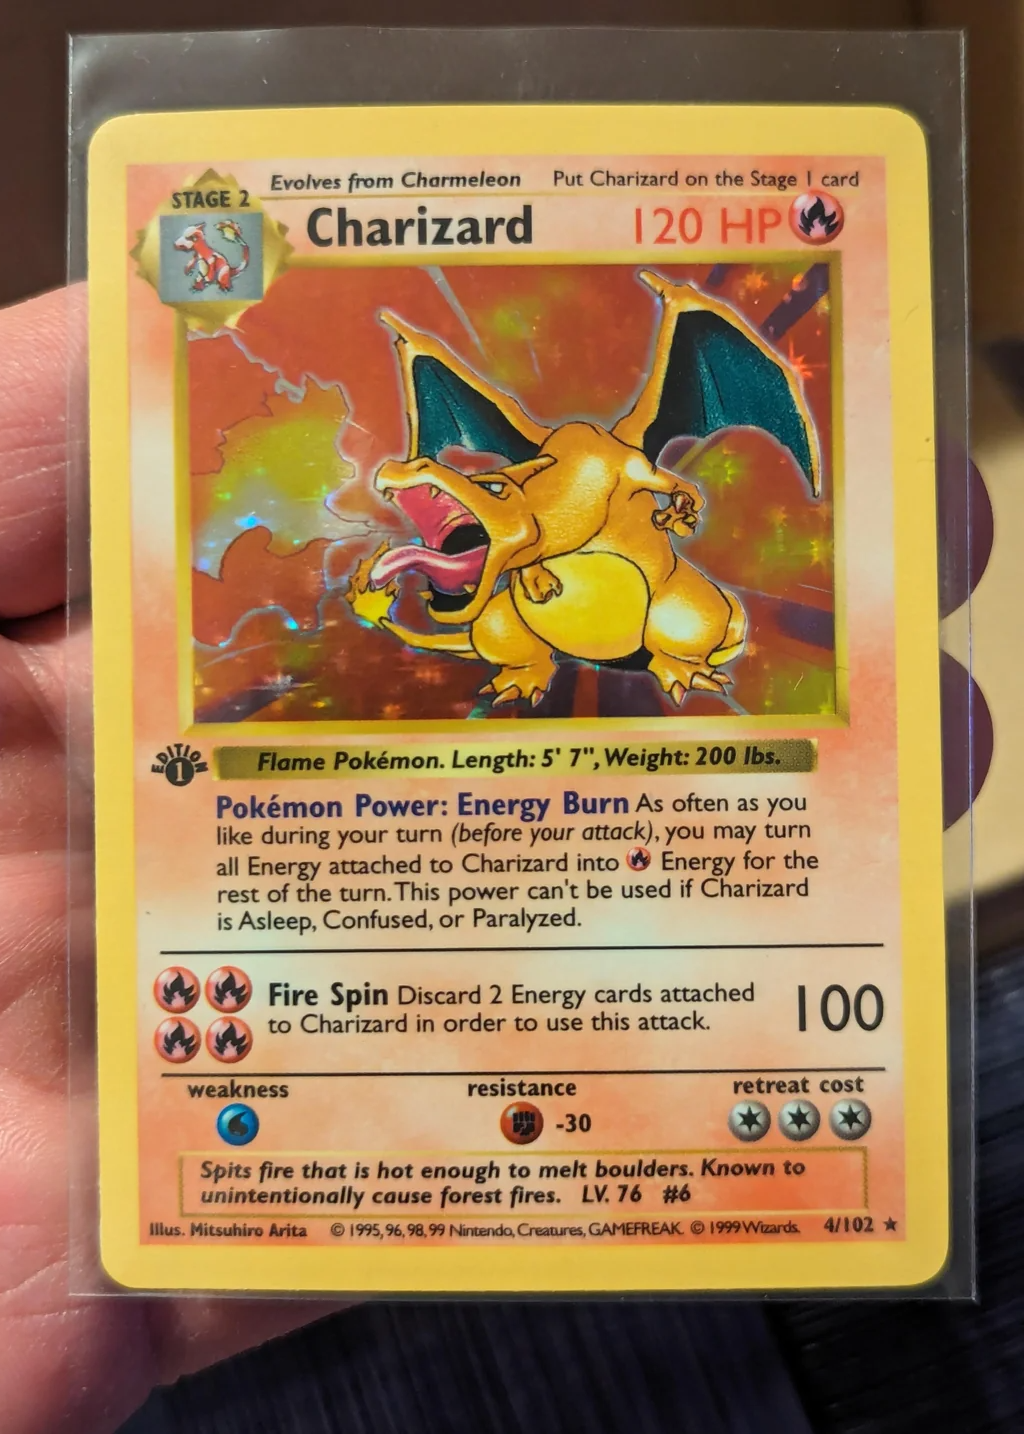 STAGE 2
Evolves from Charmeleon Put Charizard on the Stage 1 card
Charizard 120 HP
EDITION
1
Flame Pokémon. Length: 5' 7", Weight: 200 lbs.
Pokémon Power: Energy Burn As often as you
like during your turn (before your attack), you may turn
all Energy attached to Charizard into Energy for the
rest of the turn. This power can't be used if Charizard
is Asleep, Confused, or Paralyzed.
Fire Spin Discard 2 Energy cards attached
to Charizard in order to use this attack.
100
weakness resistance retreat cost
-30
Spits fire that is hot enough to melt boulders. Known to
unintentionally cause forest fires. LV. 76 #6
Illus. Mitsuhiro Arita © 1995, 96, 98, 99 Nintendo, Creatures, GAMEFREAK. © 1999 Wizards. 4/102 ★